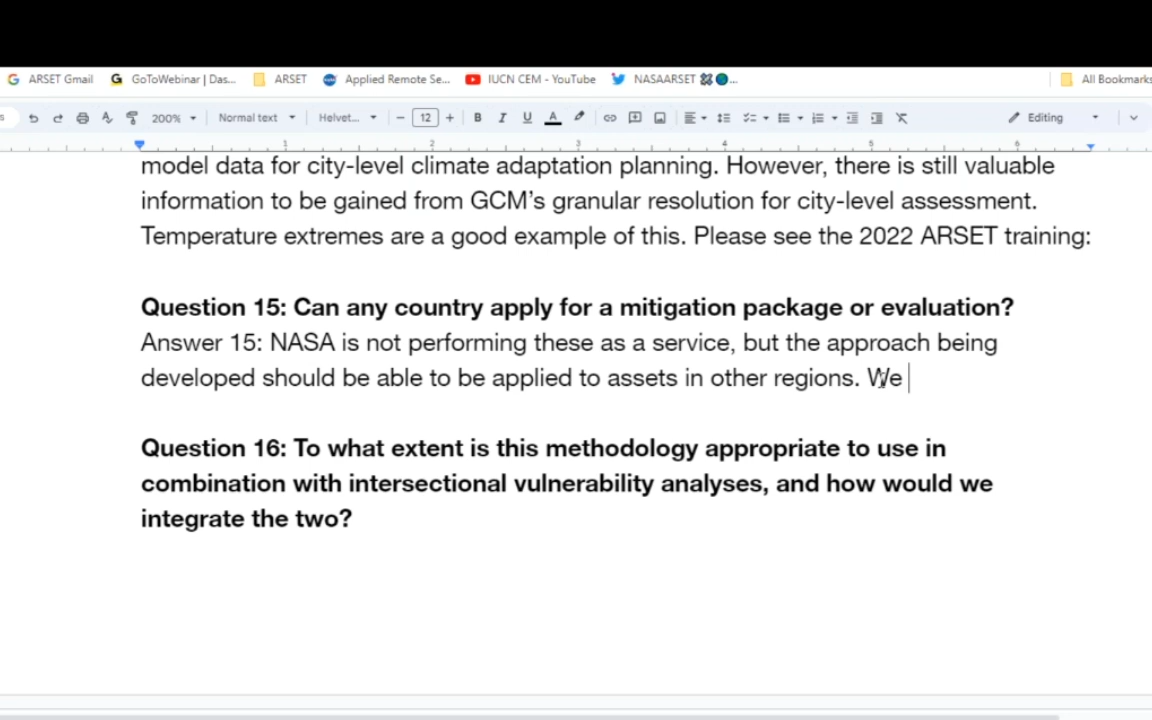 ARSET Gmail GoToWebinar | Das... ARSET Applied Remote Se... IUCN CEM - YouTube NASAARSET 🛰🌎... All Bookmarks
200% Normal text Helvet... − 12 + B I U A Editing
1 2 3 4 5 6
model data for city-level climate adaptation planning. However, there is still valuable
information to be gained from GCM's granular resolution for city-level assessment.
Temperature extremes are a good example of this. Please see the 2022 ARSET training:
Question 15: Can any country apply for a mitigation package or evaluation?
Answer 15: NASA is not performing these as a service, but the approach being
developed should be able to be applied to assets in other regions. We
Question 16: To what extent is this methodology appropriate to use in
combination with intersectional vulnerability analyses, and how would we
integrate the two?